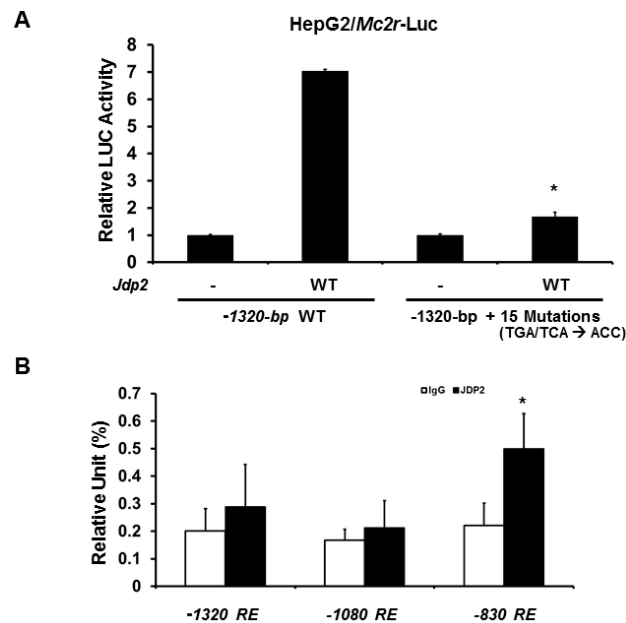 A
HepG2/Mc2r-Luc
Relative LUC Activity
8
7
6
5
4
3
2
1
0
*
Jdp2 - WT - WT
-1320-bp WT
-1320-bp + 15 Mutations
(TGA/TCA → ACC)
B
IgG JDP2
Relative Unit (%)
0.7
0.6
0.5
0.4
0.3
0.2
0.1
0
*
-1320 RE -1080 RE -830 RE